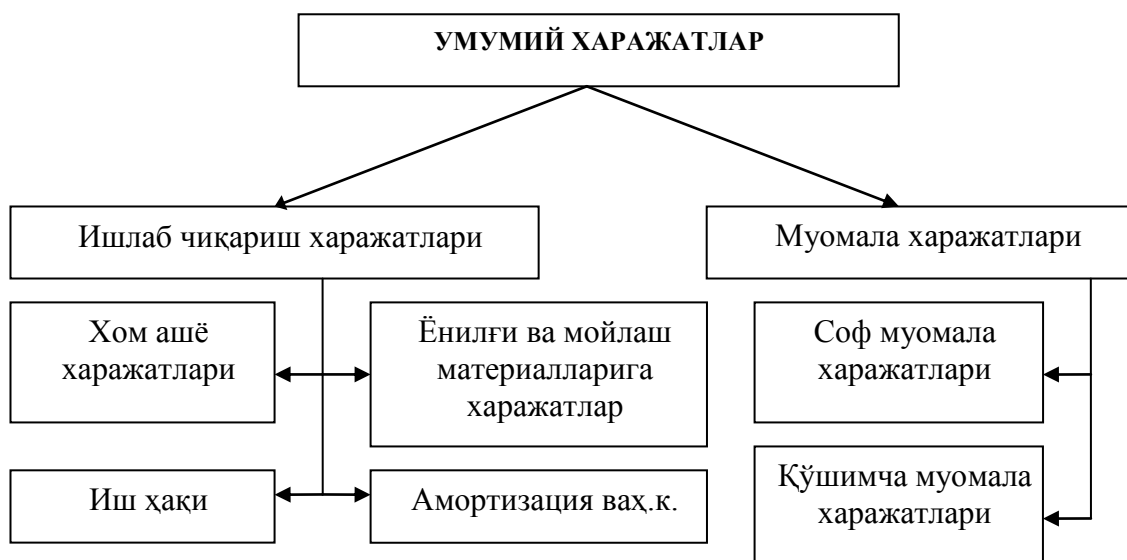 УМУМИЙ ХАРАЖАТЛАР
Ишлаб чиқариш харажатлари
Муомала харажатлари
Хом ашё
харажатлари
Ёнилғи ва мойлаш
материалларига
харажатлар
Соф муомала
харажатлари
Иш ҳақи
Амортизация ваҳ.к.
Қўшимча муомала
харажатлари